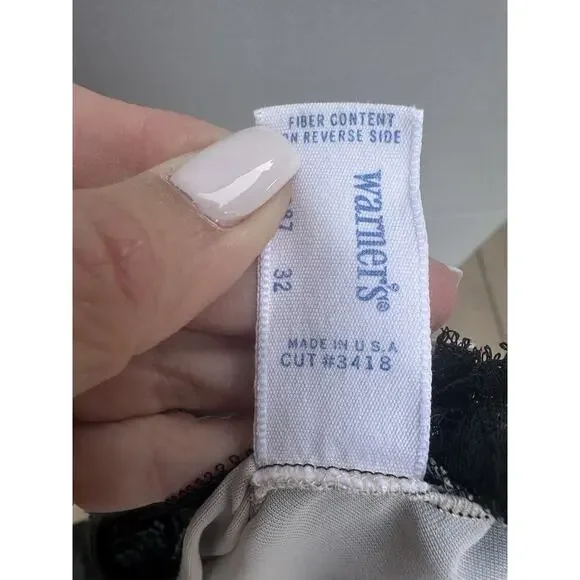 FIBER CONTENT
ON REVERSE SIDE
warner's®
32
MADE IN U.S.A
CUT #3418